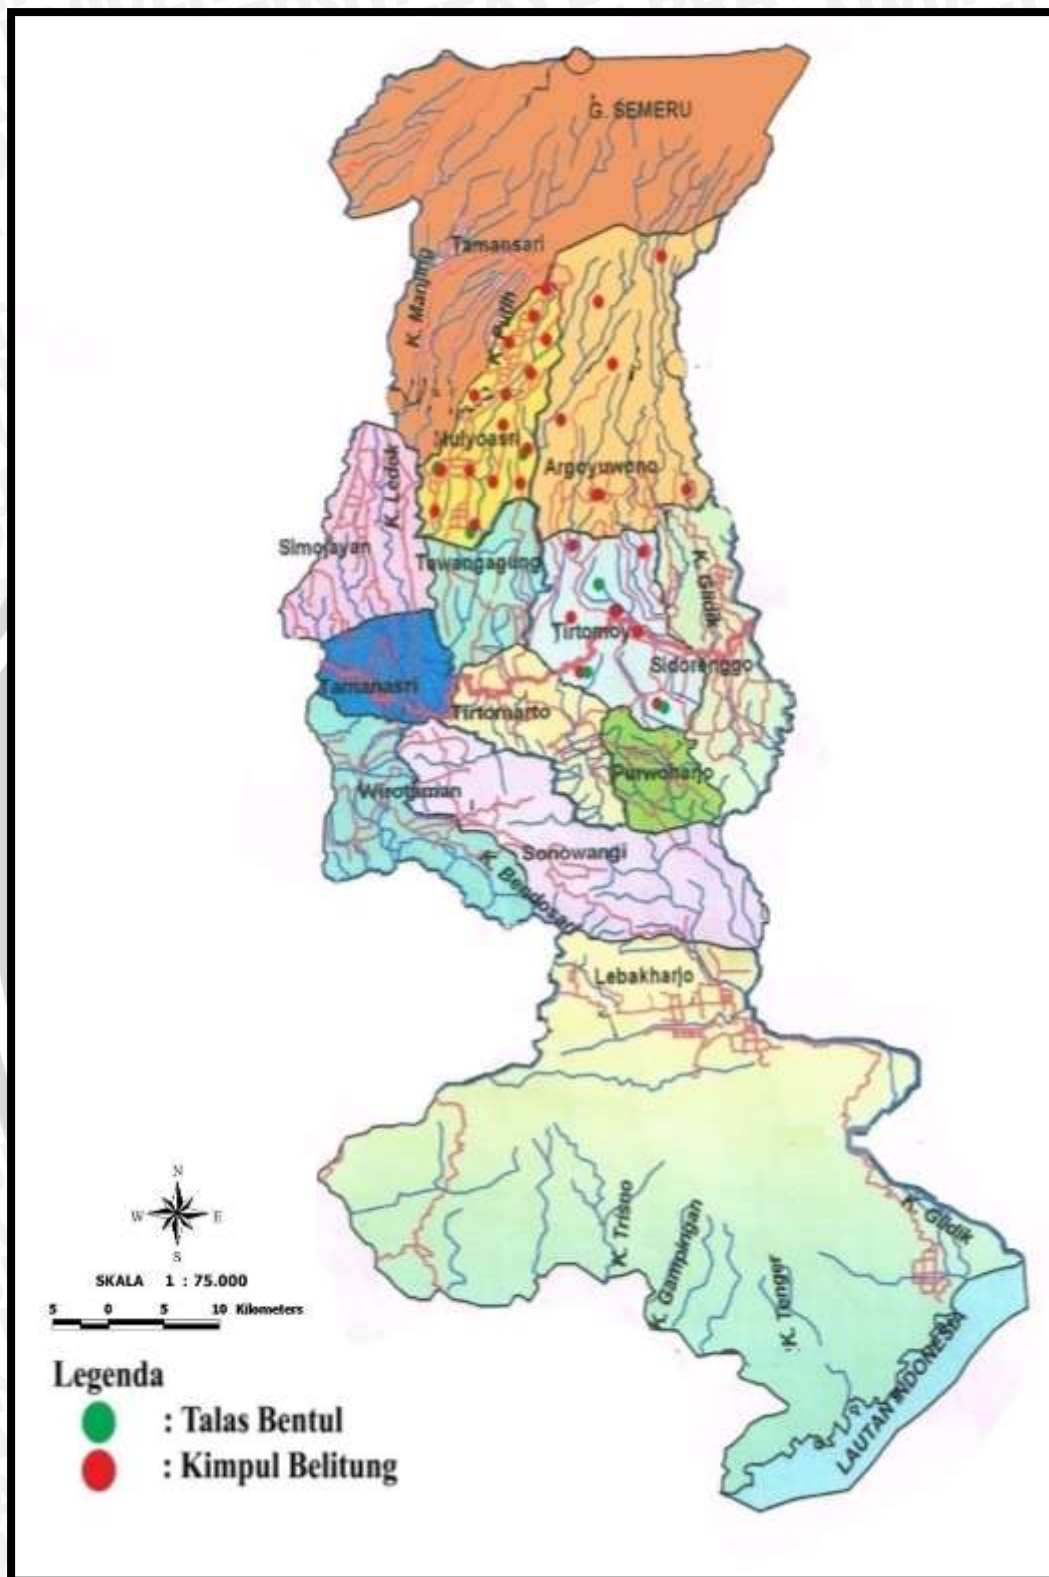 G. SEMERU
Tamansari
K. Manjing
K. Putih
Mulyoasri
Argoyuwono
K. Ledok
Simojayan
Tawangagung
K. Glidik
Tirtomoyo
Sidorenggo
Tamanasri
Tirtomarto
Purwoharjo
Wirotaman
Sonowangi
K. Bendosari
Lebakharjo
K. Trisno
K. Gampingan
K. Tenger
K. Glidik
LAUTAN INDONESIA
N
W E
S
SKALA 1 : 75.000
5 0 5 10 Kilometers
Legenda
: Talas Bentul
: Kimpul Belitung